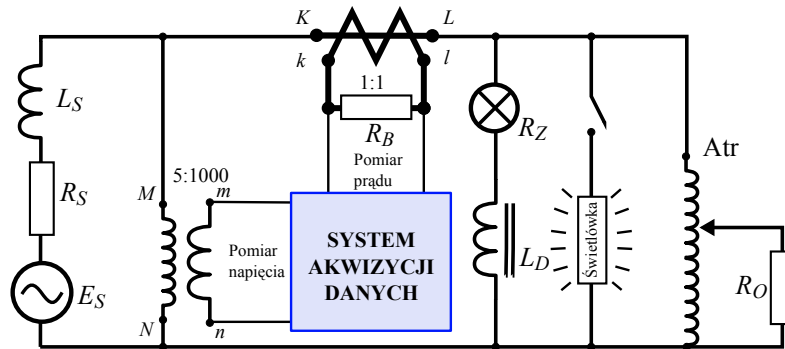 K
L
k
l
1:1
L_S
R_B
R_Z
Pomiar
prądu
Atr
5:1000
M
m
R_S
SYSTEM
AKWIZYCJI
DANYCH
Pomiar
napięcia
L_D
Świetlówka
E_S
R_O
N
n